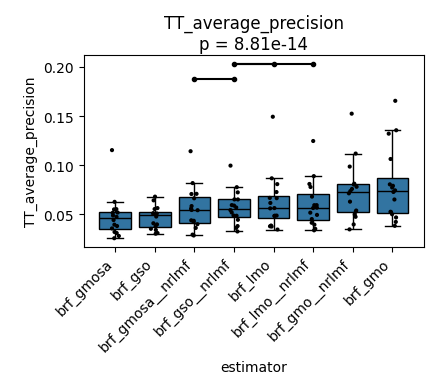 TT_average_precision
p = 8.81e-14
0.20
0.15
0.10
0.05
TT_average_precision
brf_gmosa
brf_gso
brf_gmosa__nrlmf
brf_gso__nrlmf
brf_lmo
brf_lmo__nrlmf
brf_gmo__nrlmf
brf_gmo
estimator